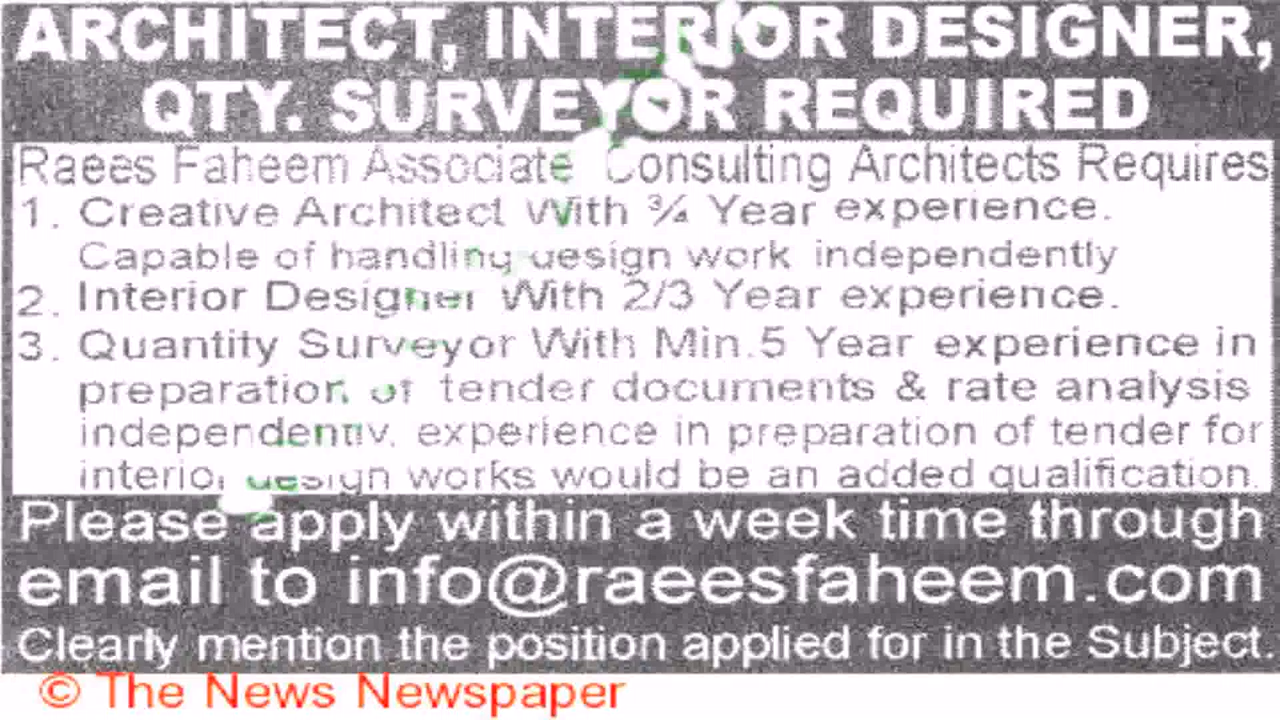 ARCHITECT, INTERIOR DESIGNER,
QTY. SURVEYOR REQUIRED
Raees Faheem Associate Consulting Architects Requires
1. Creative Architect With ¾ Year experience.
Capable of handling design work independently
2. Interior Designer With 2/3 Year experience.
3. Quantity Surveyor With Min.5 Year experience in
preparation of tender documents & rate analysis
independently. experience in preparation of tender for
interior design works would be an added qualification.
Please apply within a week time through
email to info@raeesfaheem.com
Clearly mention the position applied for in the Subject.
© The News Newspaper